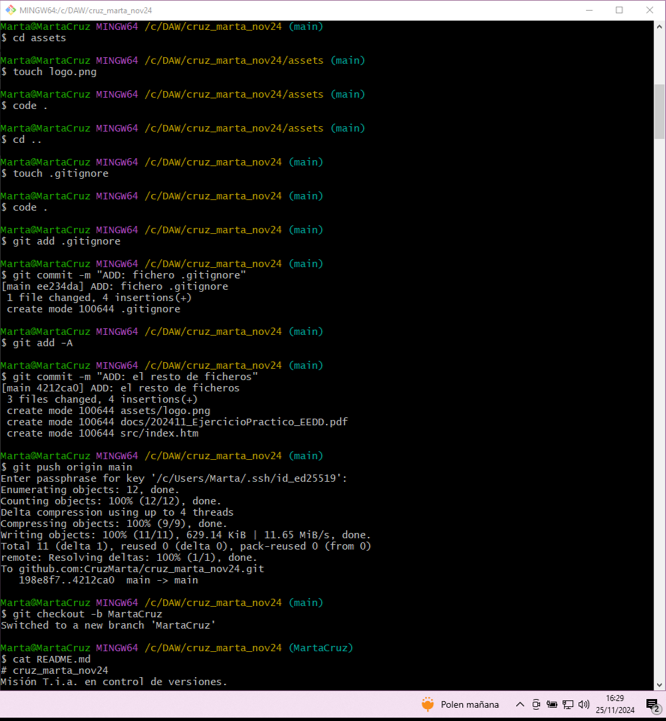 MINGW64:/c/DAW/cruz_marta_nov24
Marta@MartaCruz MINGW64 /c/DAW/cruz_marta_nov24 (main)
$ cd assets
Marta@MartaCruz MINGW64 /c/DAW/cruz_marta_nov24/assets (main)
$ touch logo.png
Marta@MartaCruz MINGW64 /c/DAW/cruz_marta_nov24/assets (main)
$ code .
Marta@MartaCruz MINGW64 /c/DAW/cruz_marta_nov24/assets (main)
$ cd ..
Marta@MartaCruz MINGW64 /c/DAW/cruz_marta_nov24 (main)
$ touch .gitignore
Marta@MartaCruz MINGW64 /c/DAW/cruz_marta_nov24 (main)
$ code .
Marta@MartaCruz MINGW64 /c/DAW/cruz_marta_nov24 (main)
$ git add .gitignore
Marta@MartaCruz MINGW64 /c/DAW/cruz_marta_nov24 (main)
$ git commit -m "ADD: fichero .gitignore"
[main ee234da] ADD: fichero .gitignore
 1 file changed, 4 insertions(+)
 create mode 100644 .gitignore
Marta@MartaCruz MINGW64 /c/DAW/cruz_marta_nov24 (main)
$ git add -A
Marta@MartaCruz MINGW64 /c/DAW/cruz_marta_nov24 (main)
$ git commit -m "ADD: el resto de ficheros"
[main 4212ca0] ADD: el resto de ficheros
 3 files changed, 4 insertions(+)
 create mode 100644 assets/logo.png
 create mode 100644 docs/202411_EjercicioPractico_EEDD.pdf
 create mode 100644 src/index.htm
Marta@MartaCruz MINGW64 /c/DAW/cruz_marta_nov24 (main)
$ git push origin main
Enter passphrase for key '/c/Users/Marta/.ssh/id_ed25519':
Enumerating objects: 12, done.
Counting objects: 100% (12/12), done.
Delta compression using up to 4 threads
Compressing objects: 100% (9/9), done.
Writing objects: 100% (11/11), 629.14 KiB | 11.65 MiB/s, done.
Total 11 (delta 1), reused 0 (delta 0), pack-reused 0 (from 0)
remote: Resolving deltas: 100% (1/1), done.
To github.com:CruzMarta/cruz_marta_nov24.git
   198e8f7..4212ca0  main -> main
Marta@MartaCruz MINGW64 /c/DAW/cruz_marta_nov24 (main)
$ git checkout -b MartaCruz
Switched to a new branch 'MartaCruz'
Marta@MartaCruz MINGW64 /c/DAW/cruz_marta_nov24 (MartaCruz)
$ cat README.md
# cruz_marta_nov24
Misión T.i.a. en control de versiones.
Polen mañana
16:29
25/11/2024
2